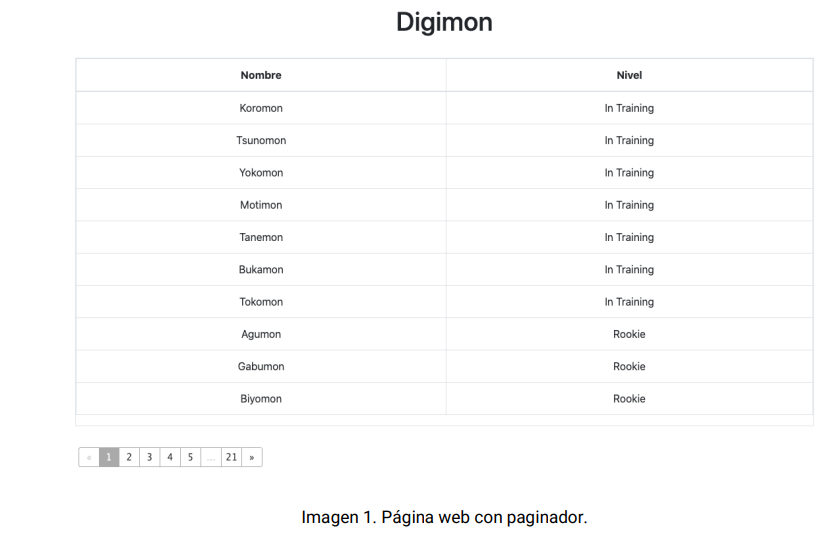 Digimon
Nombre Nivel
Koromon In Training
Tsunomon In Training
Yokomon In Training
Motimon In Training
Tanemon In Training
Bukamon In Training
Tokomon In Training
Agumon Rookie
Gabumon Rookie
Biyomon Rookie
« 1 2 3 4 5 ... 21 »
Imagen 1. Página web con paginador.